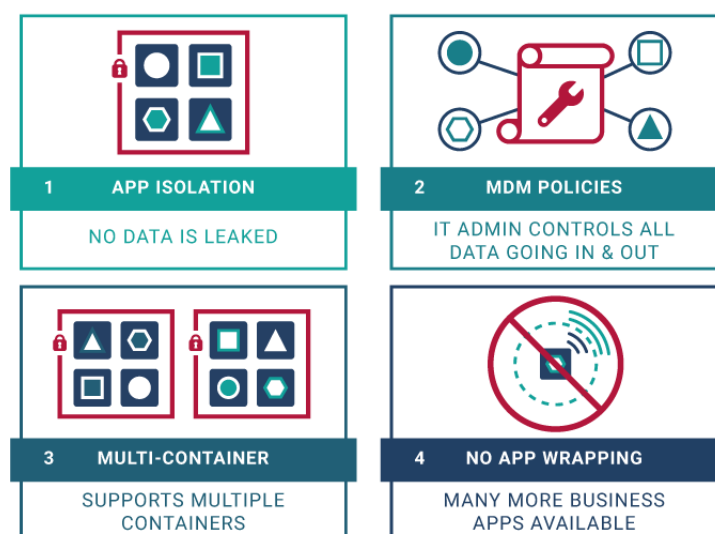 1 APP ISOLATION
NO DATA IS LEAKED
2 MDM POLICIES
IT ADMIN CONTROLS ALL
DATA GOING IN & OUT
3 MULTI-CONTAINER
SUPPORTS MULTIPLE
CONTAINERS
4 NO APP WRAPPING
MANY MORE BUSINESS
APPS AVAILABLE